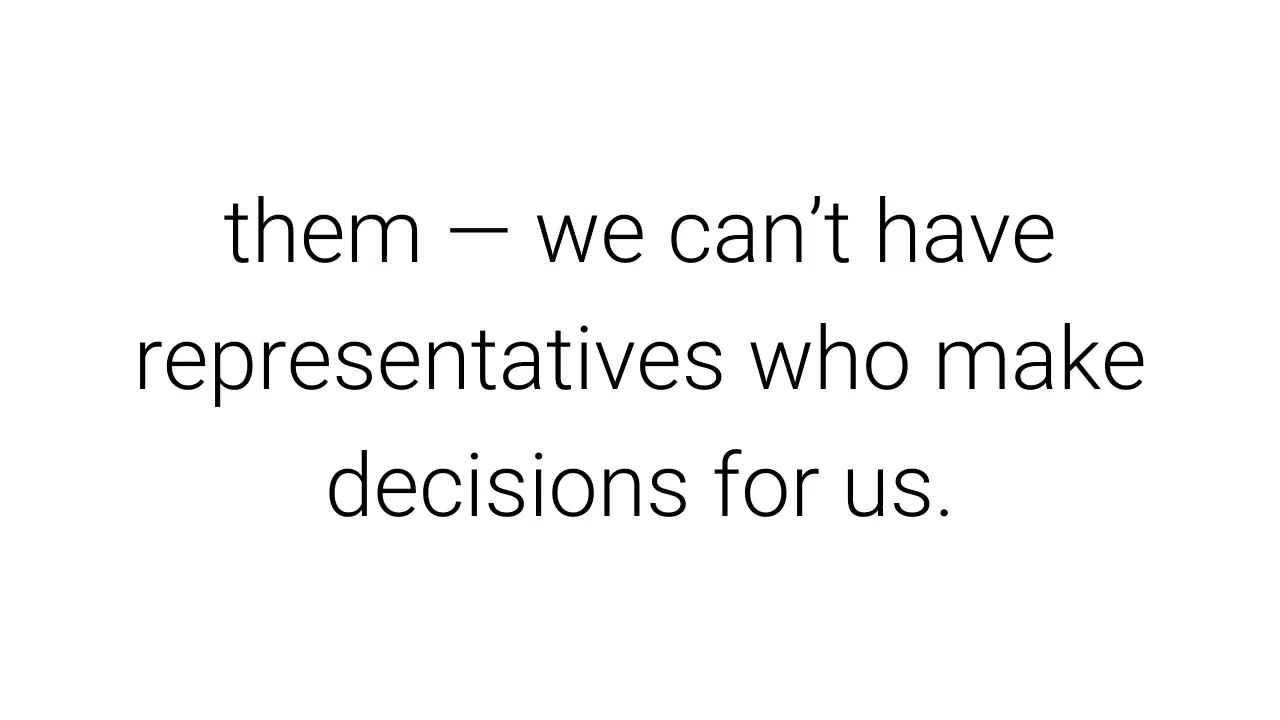 them — we can’t have
representatives who make
decisions for us.